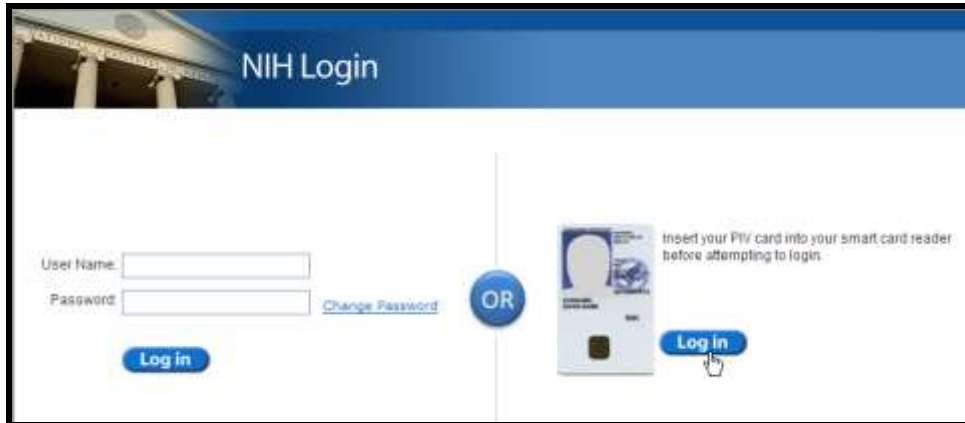 NIH Login
User Name:
Password:
Change Password
Log in
OR
Insert your PIV card into your smart card reader
before attempting to login.
Log in